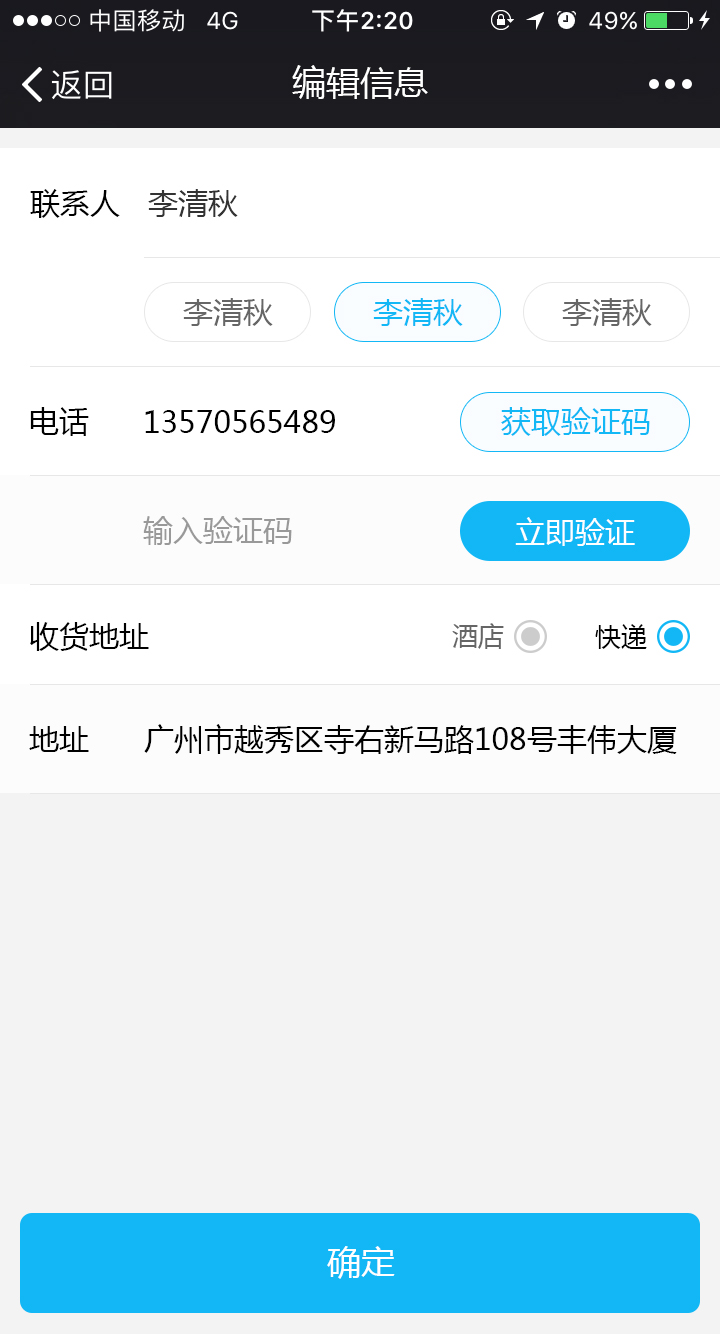 中国移动 4G 下午2:20 49%
返回 编辑信息
联系人 李清秋
李清秋 李清秋 李清秋
电话 13570565489 获取验证码
输入验证码 立即验证
收货地址 酒店 快递
地址 广州市越秀区寺右新马路108号丰伟大厦
确定